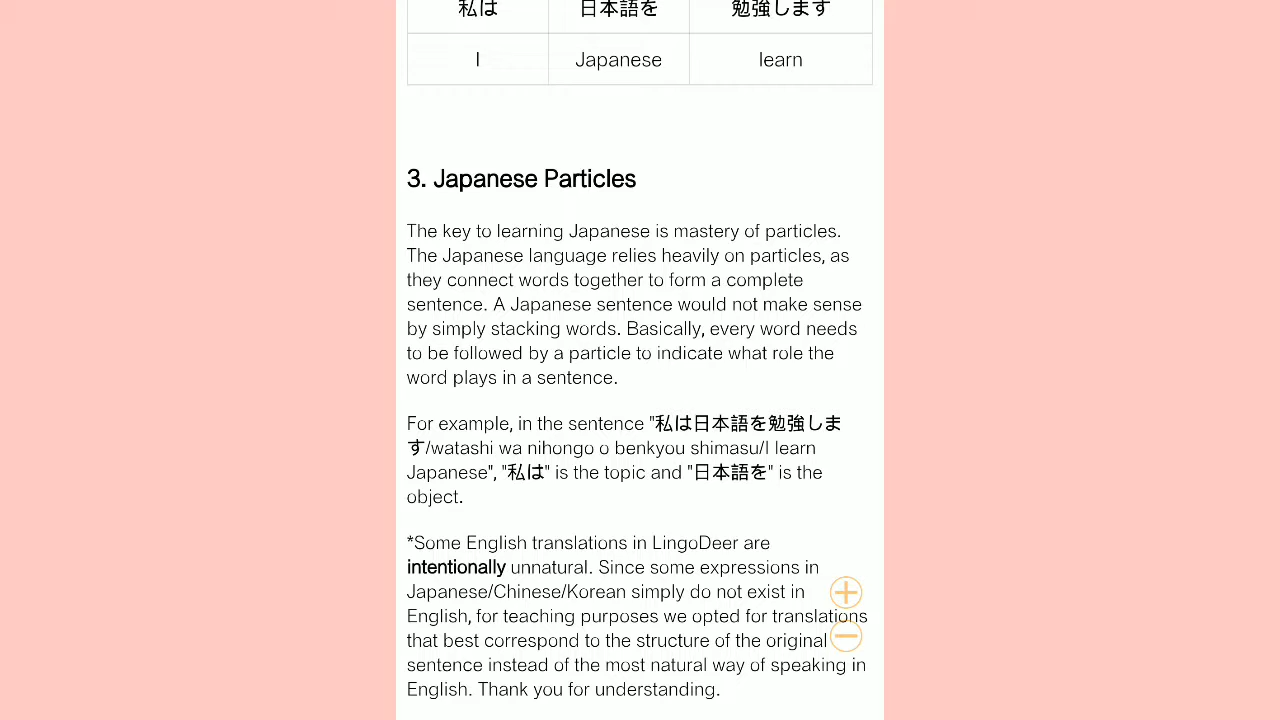 私は 日本語を 勉強します
I Japanese learn
3. Japanese Particles
The key to learning Japanese is mastery of particles.
The Japanese language relies heavily on particles, as
they connect words together to form a complete
sentence. A Japanese sentence would not make sense
by simply stacking words. Basically, every word needs
to be followed by a particle to indicate what role the
word plays in a sentence.
For example, in the sentence "私は日本語を勉強しま
す/watashi wa nihongo o benkyou shimasu/I learn
Japanese", "私は" is the topic and "日本語を" is the
object.
*Some English translations in LingoDeer are
intentionally unnatural. Since some expressions in
Japanese/Chinese/Korean simply do not exist in
English, for teaching purposes we opted for translations
that best correspond to the structure of the original
sentence instead of the most natural way of speaking in
English. Thank you for understanding.